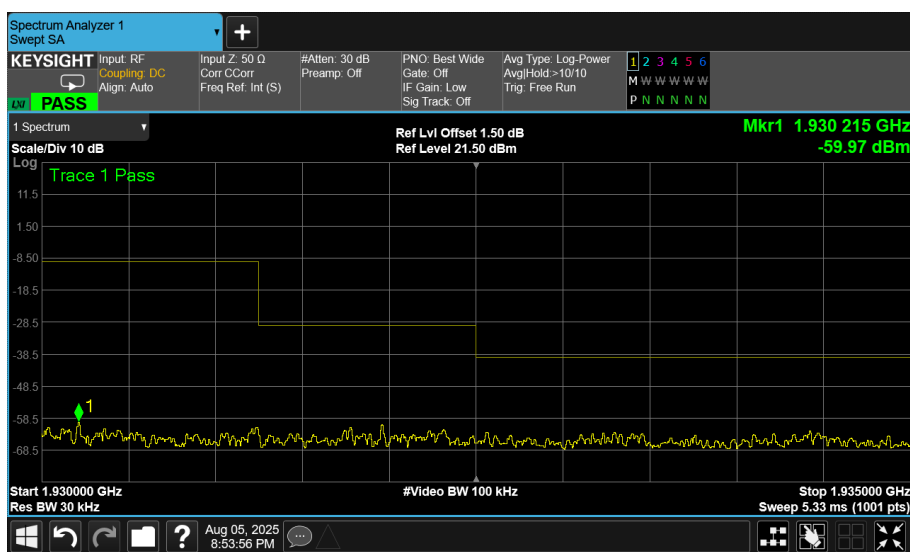 Spectrum Analyzer 1
Swept SA
KEYSIGHT
LXI
PASS
Input: RF
Coupling: DC
Align: Auto
Input Z: 50 Ω
Corr CCorr
Freq Ref: Int (S)
#Atten: 30 dB
Preamp: Off
PNO: Best Wide
Gate: Off
IF Gain: Low
Sig Track: Off
Avg Type: Log-Power
Avg|Hold:>10/10
Trig: Free Run
1 2 3 4 5 6
M W W W W W
P N N N N N
1 Spectrum
Scale/Div 10 dB
Ref Lvl Offset 1.50 dB
Ref Level 21.50 dBm
Mkr1 1.930 215 GHz
-59.97 dBm
Log
Trace 1 Pass
11.5
1.50
-8.50
-18.5
-28.5
-38.5
-48.5
-58.5
-68.5
1
Start 1.930000 GHz
Res BW 30 kHz
#Video BW 100 kHz
Stop 1.935000 GHz
Sweep 5.33 ms (1001 pts)
?
Aug 05, 2025
8:53:56 PM